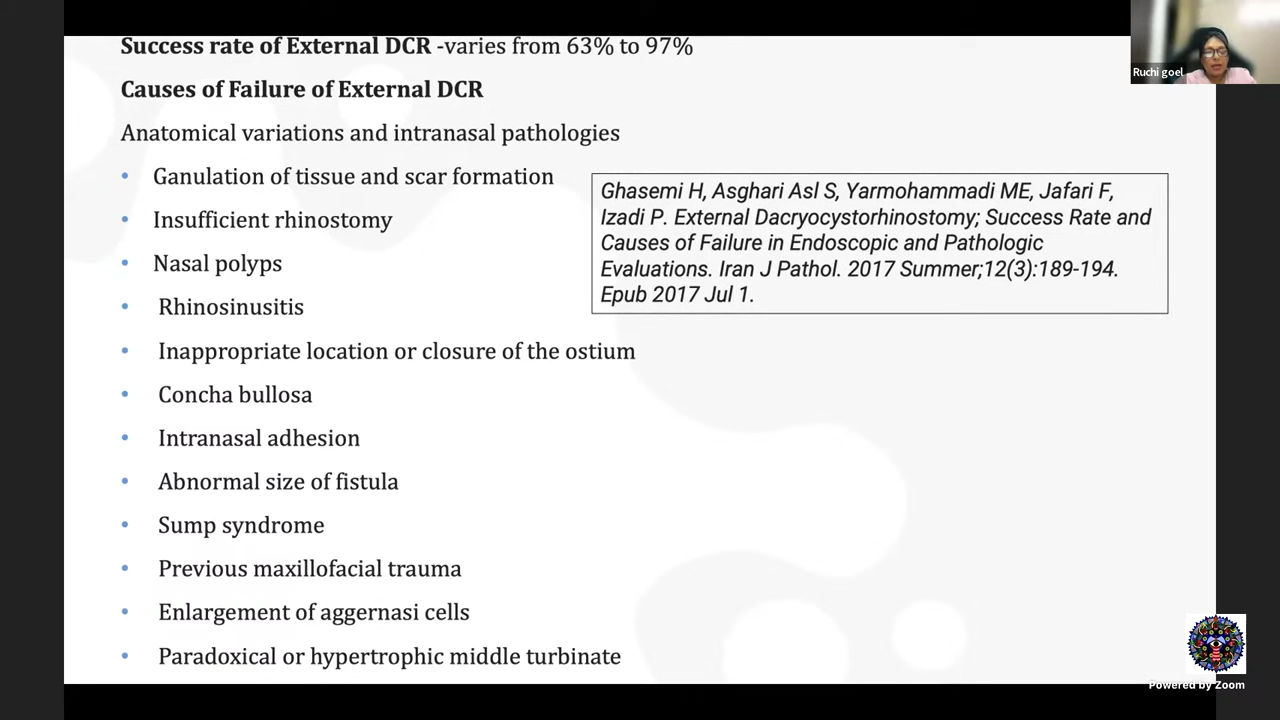 Success rate of External DCR -varies from 63% to 97%
Ruchi goel
Causes of Failure of External DCR
Anatomical variations and intranasal pathologies
• Ganulation of tissue and scar formation
• Insufficient rhinostomy
• Nasal polyps
• Rhinosinusitis
• Inappropriate location or closure of the ostium
• Concha bullosa
• Intranasal adhesion
• Abnormal size of fistula
• Sump syndrome
• Previous maxillofacial trauma
• Enlargement of aggernasi cells
• Paradoxical or hypertrophic middle turbinate
Ghasemi H, Asghari Asl S, Yarmohammadi ME, Jafari F,
Izadi P. External Dacryocystorhinostomy; Success Rate and
Causes of Failure in Endoscopic and Pathologic
Evaluations. Iran J Pathol. 2017 Summer;12(3):189-194.
Epub 2017 Jul 1.
Powered by Zoom